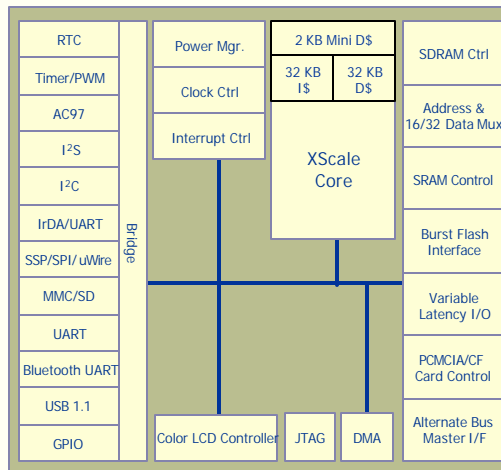 RTC
Timer/PWM
AC97
I²S
I²C
IrDA/UART
SSP/SPI/uWire
MMC/SD
UART
Bluetooth UART
USB 1.1
GPIO
Bridge
Power Mgr.
Clock Ctrl
Interrupt Ctrl
2 KB Mini D$
32 KB
I$
32 KB
D$
XScale
Core
SDRAM Ctrl
Address &
16/32 Data Mux
SRAM Control
Burst Flash
Interface
Variable
Latency I/O
PCMCIA/CF
Card Control
Alternate Bus
Master I/F
Color LCD Controller
JTAG
DMA